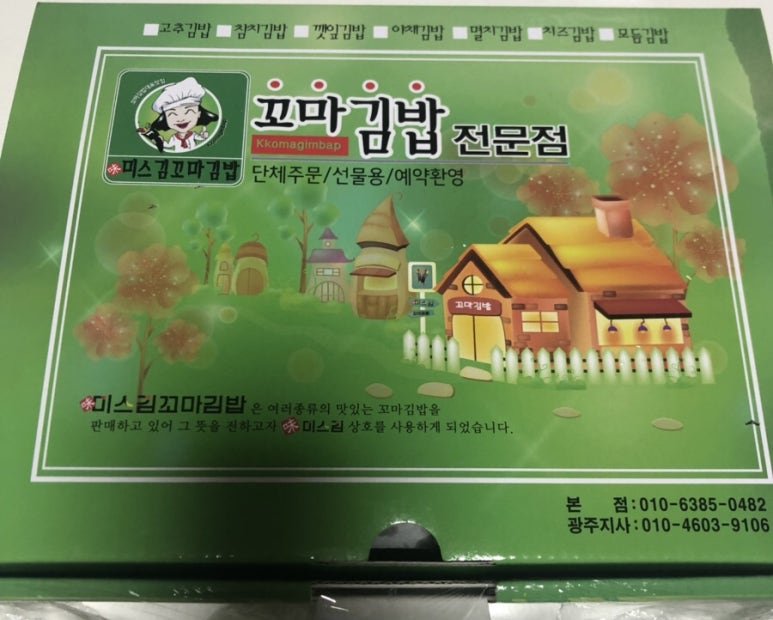 고추김밥 참치김밥 깻잎김밥 야채김밥 멸치김밥 치즈김밥 모듬김밥
味 미스김꼬마김밥
꼬마김밥 전문점
Kkomagimbap
단체주문/선물용/예약환영
꼬마김밥
味미스김꼬마김밥 은 여러종류의 맛있는 꼬마김밥을
판매하고 있어 그 뜻을 전하고자 味 미스김 상호를 사용하게 되었습니다.
본 점:010-6385-0482
광주지사:010-4603-9106